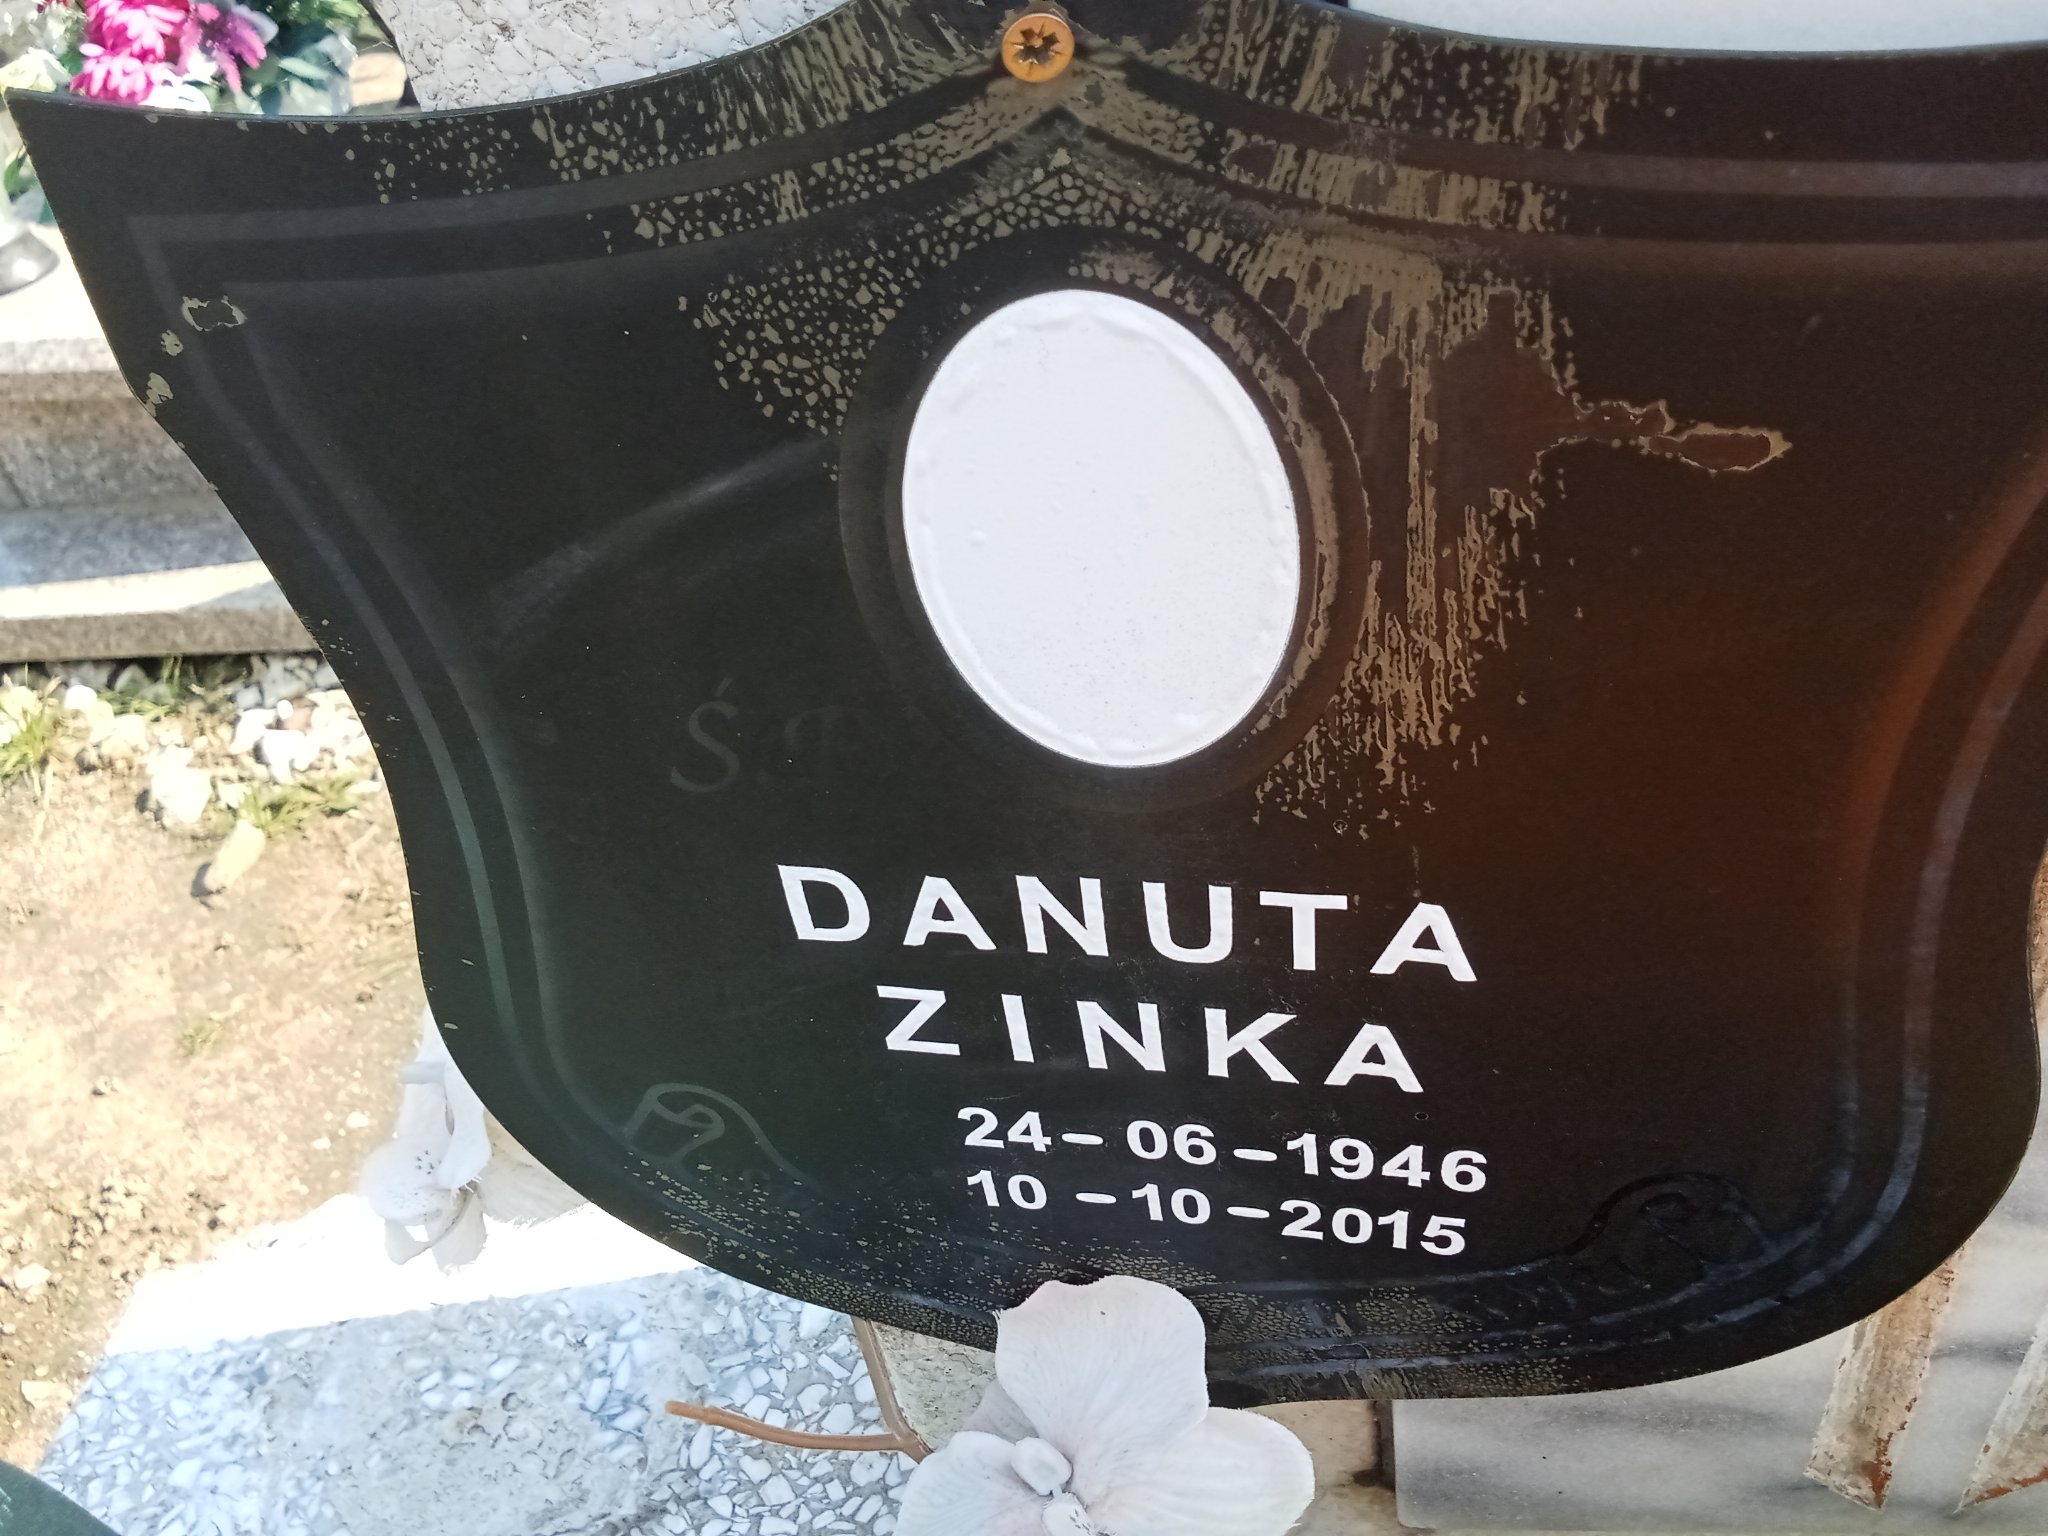 Ś.P.
DANUTA
ZINKA
24-06-1946
10-10-2015